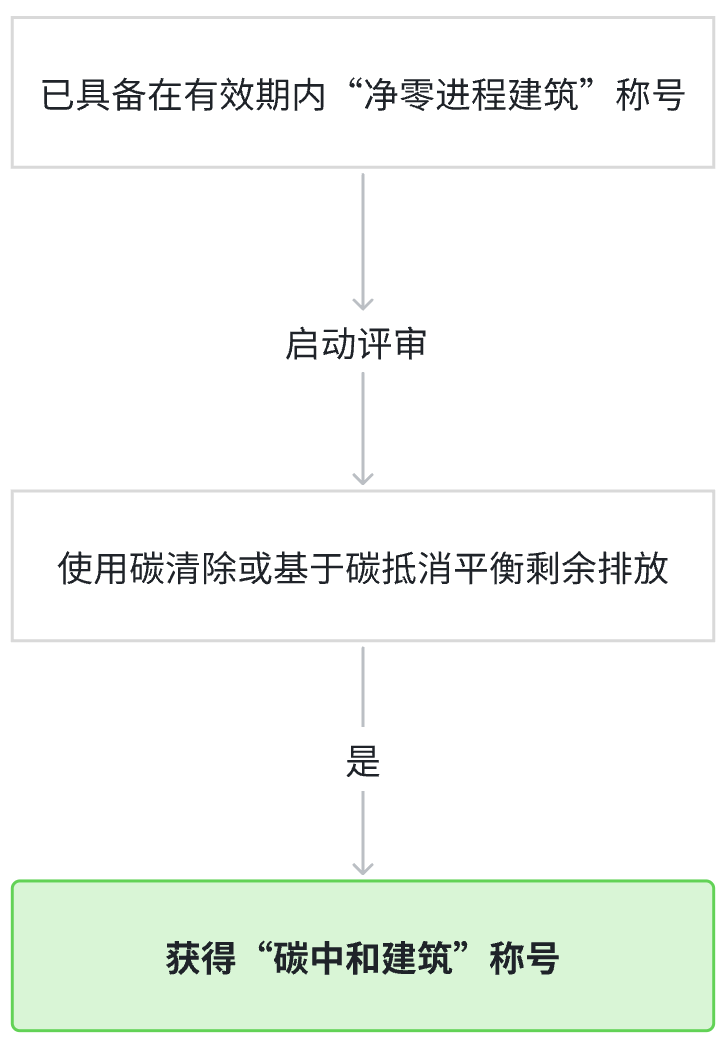 已具备在有效期内“净零进程建筑”称号
启动评审
使用碳清除或基于碳抵消平衡剩余排放
是
获得“碳中和建筑”称号